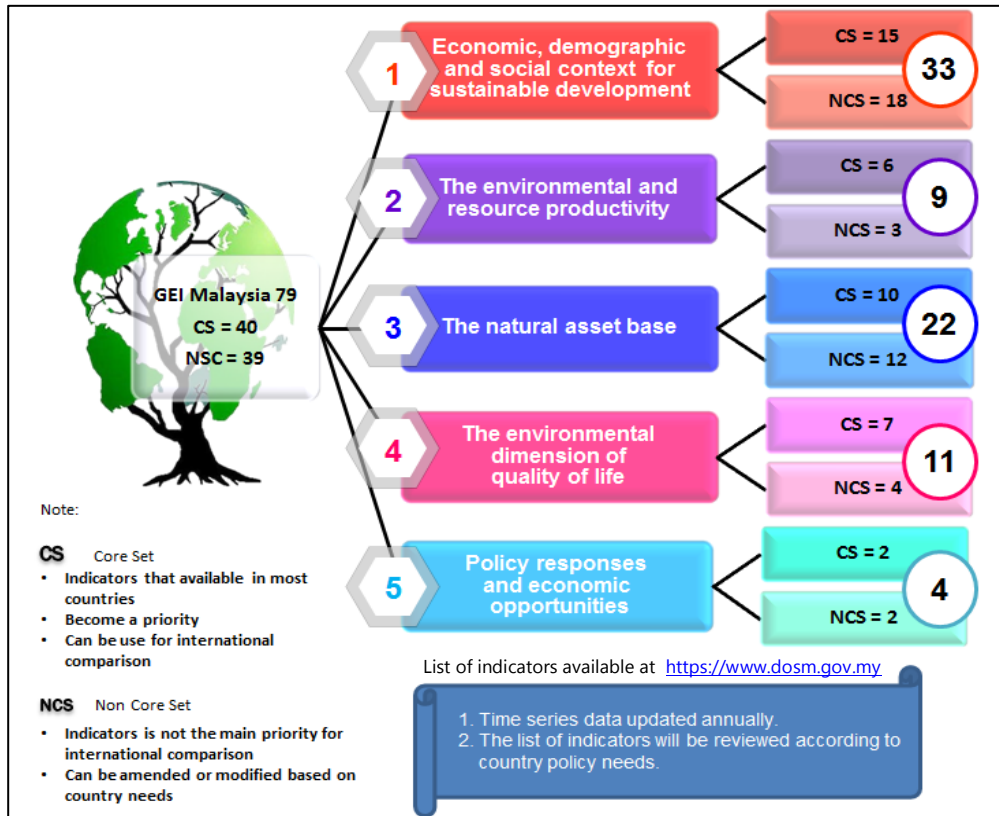 GEI Malaysia 79
CS = 40
NSC = 39
1
Economic, demographic
and social context for
sustainable development
CS = 15
NCS = 18
33
2
The environmental and
resource productivity
CS = 6
NCS = 3
9
3
The natural asset base
CS = 10
NCS = 12
22
4
The environmental
dimension of
quality of life
CS = 7
NCS = 4
11
5
Policy responses
and economic
opportunities
CS = 2
NCS = 2
4
Note:
CS Core Set
• Indicators that available in most
countries
• Become a priority
• Can be use for international
comparison
NCS Non Core Set
• Indicators is not the main priority for
international comparison
• Can be amended or modified based on
country needs
List of indicators available at https://www.dosm.gov.my
1. Time series data updated annually.
2. The list of indicators will be reviewed according to
country policy needs.